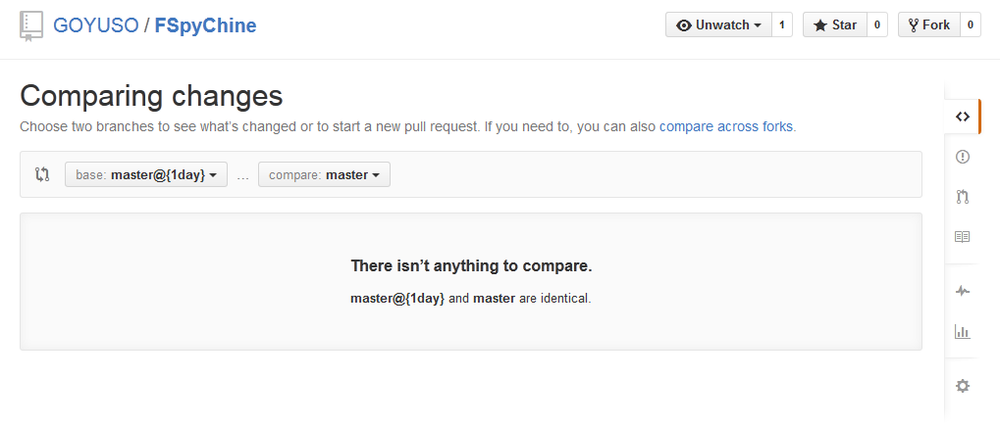 GOYUSO / FSpyChine
Unwatch 1 Star 0 Fork 0
Comparing changes
Choose two branches to see what's changed or to start a new pull request. If you need to, you can also compare across forks.
base: master@{1day} ... compare: master
There isn't anything to compare.
master@{1day} and master are identical.